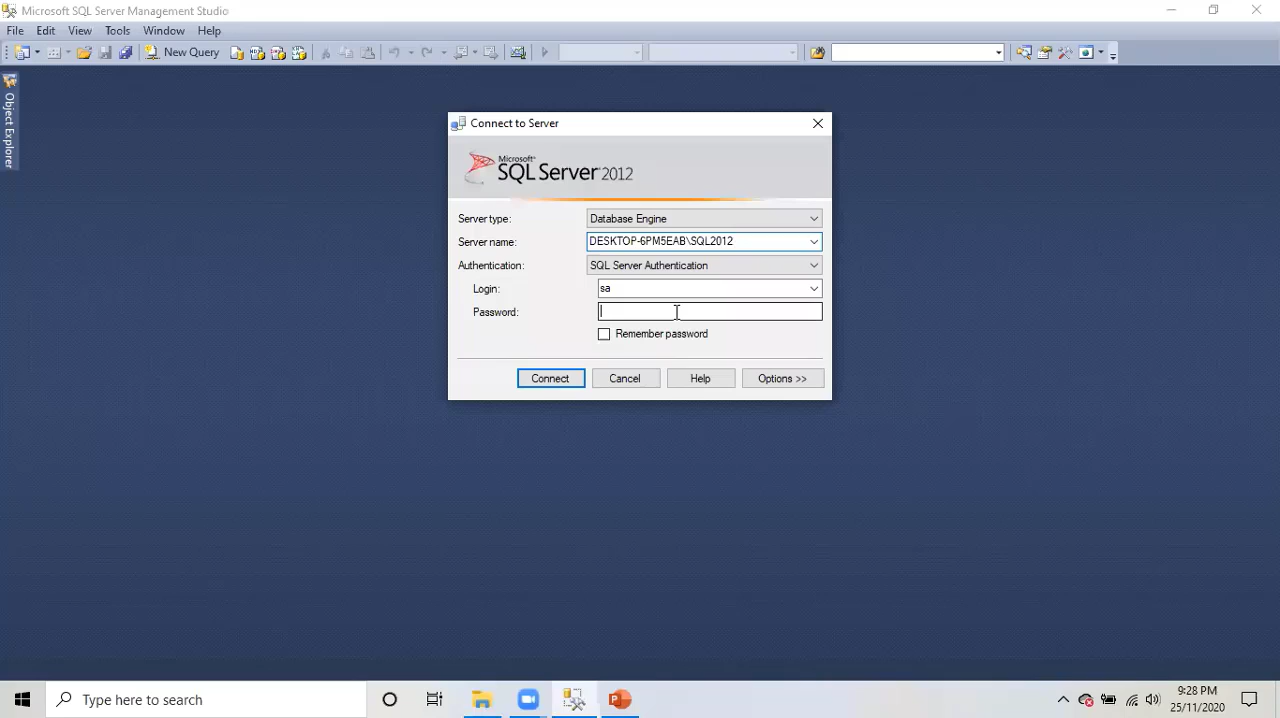 Microsoft SQL Server Management Studio
File Edit View Tools Window Help
New Query
Object Explorer
Connect to Server
Microsoft®
SQL Server® 2012
Server type: Database Engine
Server name: DESKTOP-6PM5EAB\SQL2012
Authentication: SQL Server Authentication
Login: sa
Password:
Remember password
Connect Cancel Help Options >>
Type here to search
9:28 PM
25/11/2020